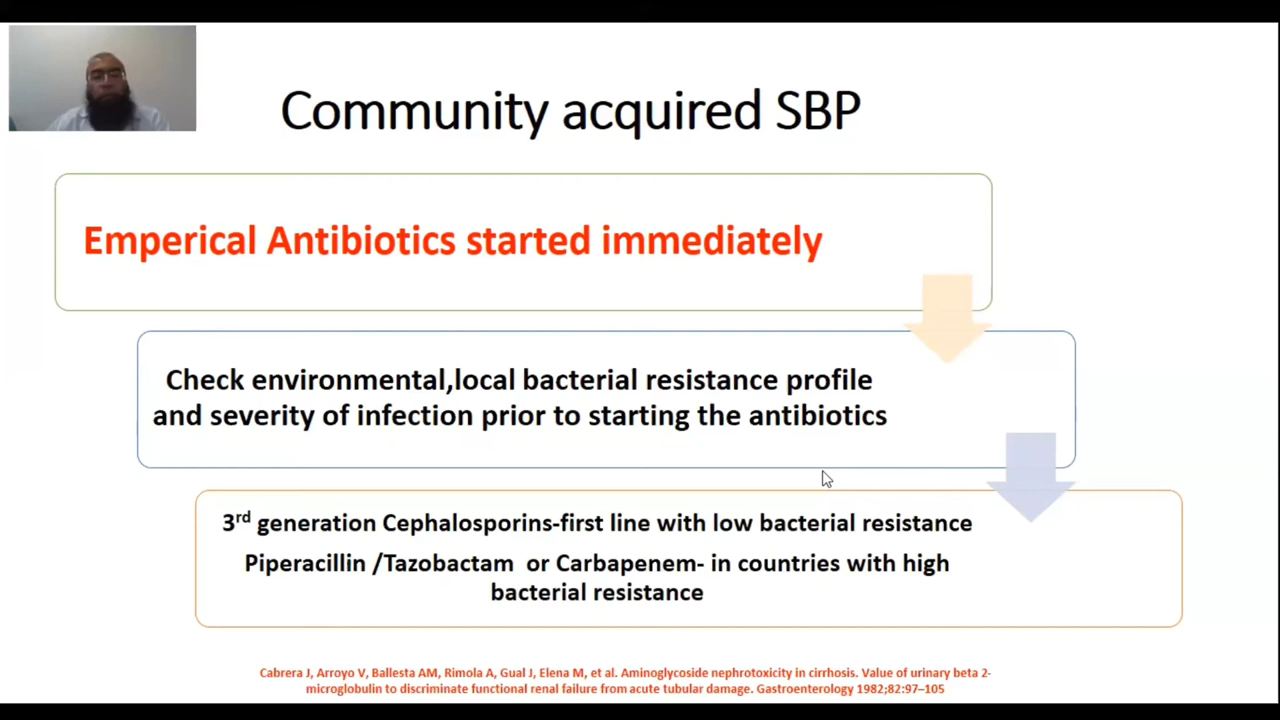 Community acquired SBP
Emperical Antibiotics started immediately
Check environmental,local bacterial resistance profile
and severity of infection prior to starting the antibiotics
3rd generation Cephalosporins-first line with low bacterial resistance
Piperacillin /Tazobactam or Carbapenem- in countries with high
bacterial resistance
Cabrera J, Arroyo V, Ballesta AM, Rimola A, Gual J, Elena M, et al. Aminoglycoside nephrotoxicity in cirrhosis. Value of urinary beta 2-
microglobulin to discriminate functional renal failure from acute tubular damage. Gastroenterology 1982;82:97–105